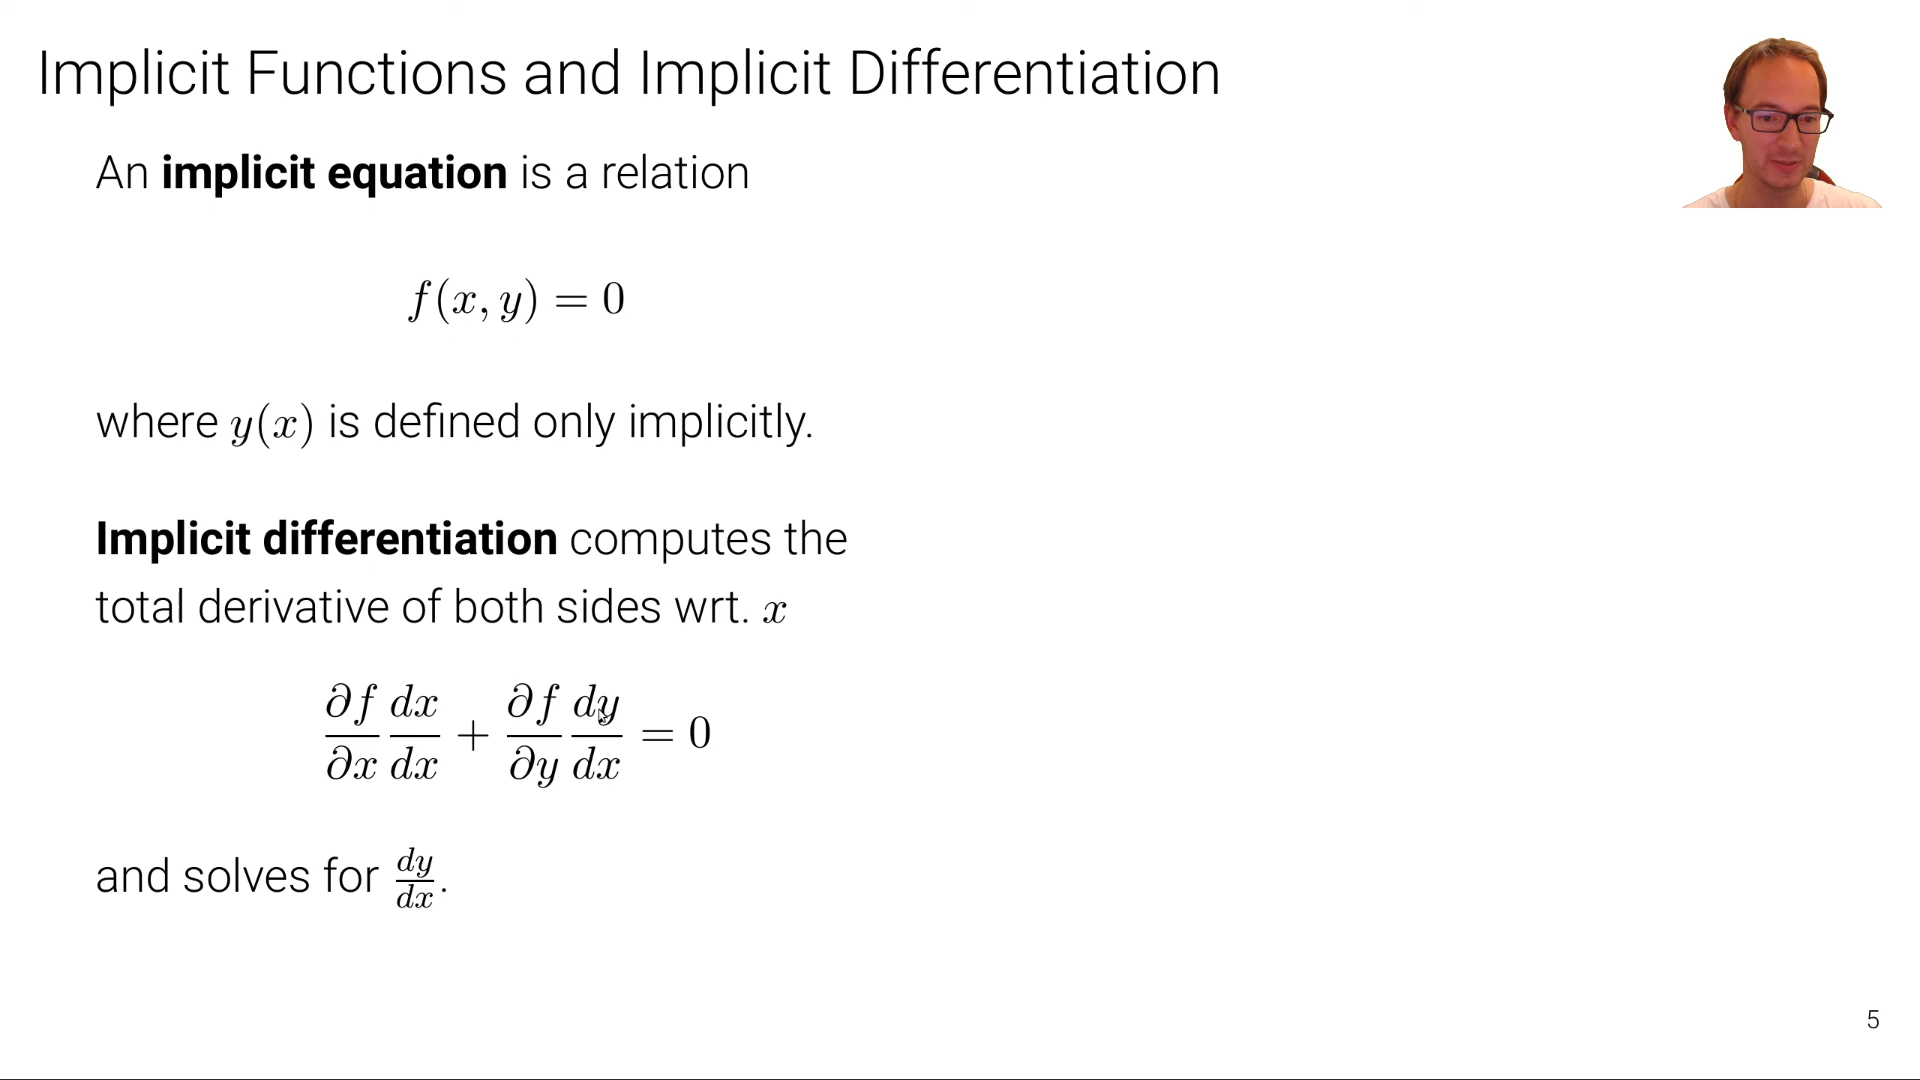 Implicit Functions and Implicit Differentiation
An implicit equation is a relation
f(x, y) = 0
where y(x) is defined only implicitly.
Implicit differentiation computes the
total derivative of both sides wrt. x
∂f/∂x dx/dx + ∂f/∂y dy/dx = 0
and solves for dy/dx.
5